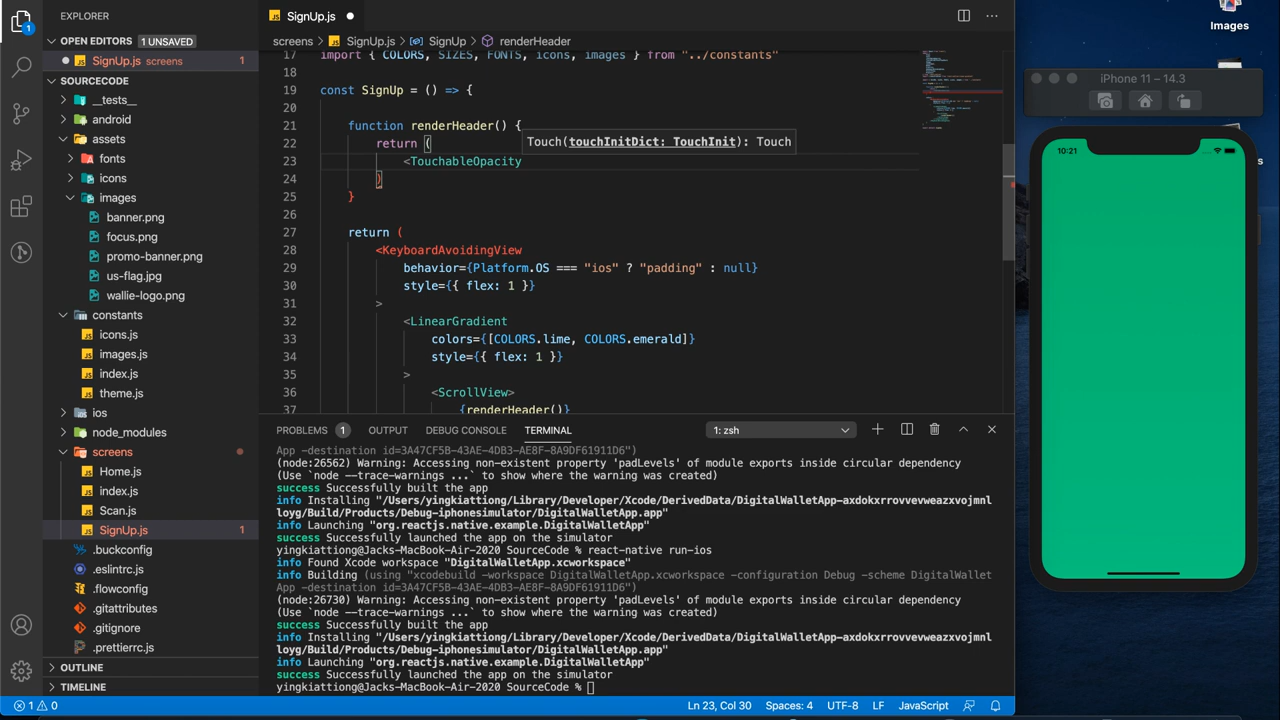 EXPLORER
OPEN EDITORS 1 UNSAVED
SignUp.js screens 1
SOURCECODE
__tests__
android
assets
fonts
icons
images
banner.png
focus.png
promo-banner.png
us-flag.jpg
wallie-logo.png
constants
icons.js
images.js
index.js
theme.js
ios
node_modules
screens
Home.js
index.js
Scan.js
SignUp.js 1
.buckconfig
.eslintrc.js
.flowconfig
.gitattributes
.gitignore
.prettierrc.js
OUTLINE
TIMELINE
SignUp.js
screens > SignUp.js > SignUp > renderHeader
17 import { COLORS, SIZES, FONTS, icons, images } from "../constants"
18
19 const SignUp = () => {
20
21 function renderHeader() {
22 return (
Touch(touchInitDict: TouchInit): Touch
23 <TouchableOpacity
24 )
25 }
26
27 return (
28 <KeyboardAvoidingView
29 behavior={Platform.OS === "ios" ? "padding" : null}
30 style={{ flex: 1 }}
31 >
32 <LinearGradient
33 colors={[COLORS.lime, COLORS.emerald]}
34 style={{ flex: 1 }}
35 >
36 <ScrollView>
37 {renderHeader()}
PROBLEMS 1 OUTPUT DEBUG CONSOLE TERMINAL 1: zsh
App -destination id=3A47CF5B-43AE-4DB3-AE8F-8A9DF61911D6")
(node:26562) Warning: Accessing non-existent property 'padLevels' of module exports inside circular dependency
(Use `node --trace-warnings ...` to show where the warning was created)
success Successfully built the app
info Installing "/Users/yingkiattiong/Library/Developer/Xcode/DerivedData/DigitalWalletApp-axdokxrrovvevweazxvojmnl
loyg/Build/Products/Debug-iphonesimulator/DigitalWalletApp.app"
info Launching "org.reactjs.native.example.DigitalWalletApp"
success Successfully launched the app on the simulator
yingkiattiong@Jacks-MacBook-Air-2020 SourceCode % react-native run-ios
info Found Xcode workspace "DigitalWalletApp.xcworkspace"
info Building (using "xcodebuild -workspace DigitalWalletApp.xcworkspace -configuration Debug -scheme DigitalWallet
App -destination id=3A47CF5B-43AE-4DB3-AE8F-8A9DF61911D6")
(node:26730) Warning: Accessing non-existent property 'padLevels' of module exports inside circular dependency
(Use `node --trace-warnings ...` to show where the warning was created)
success Successfully built the app
info Installing "/Users/yingkiattiong/Library/Developer/Xcode/DerivedData/DigitalWalletApp-axdokxrrovvevweazxvojmnl
loyg/Build/Products/Debug-iphonesimulator/DigitalWalletApp.app"
info Launching "org.reactjs.native.example.DigitalWalletApp"
success Successfully launched the app on the simulator
yingkiattiong@Jacks-MacBook-Air-2020 SourceCode %
1 0 Ln 23, Col 30 Spaces: 4 UTF-8 LF JavaScript
Images
iPhone 11 – 14.3
10:21